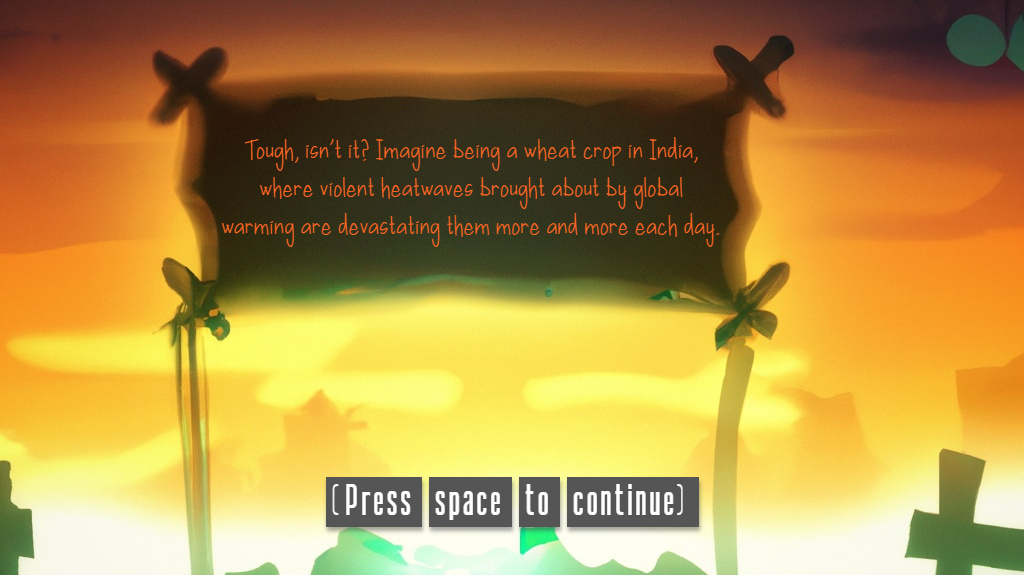 Tough, isn't it? Imagine being a wheat crop in India,
where violent heatwaves brought about by global
warming are devastating them more and more each day.
(Press space to continue)